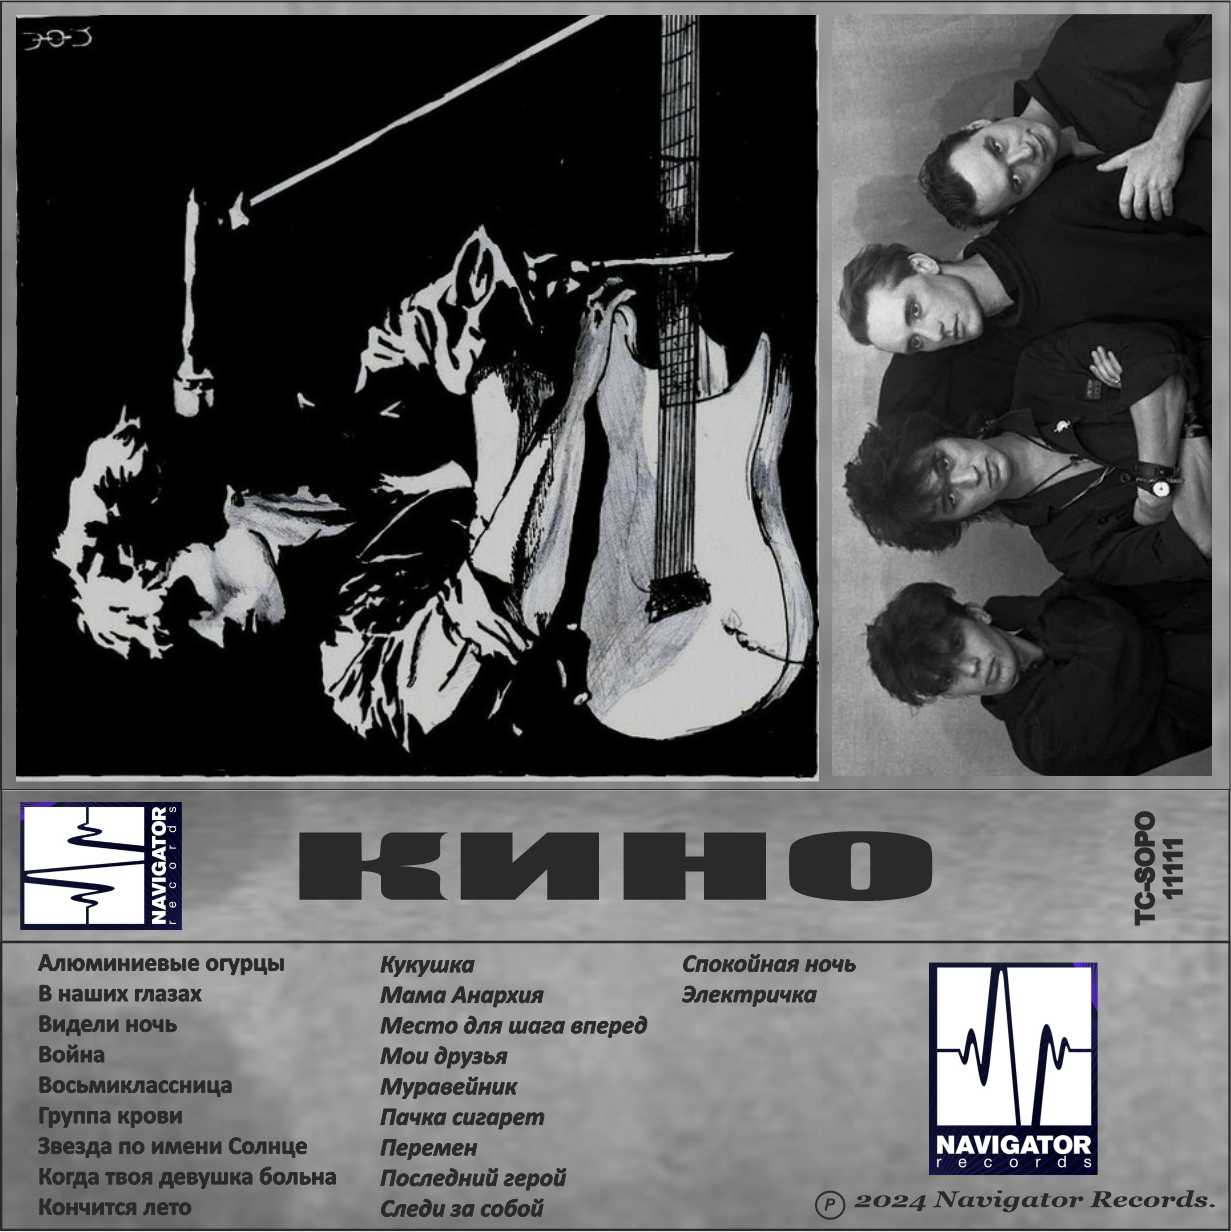 NAVIGATOR
records
КИНО
TC-SOPO
11111
Алюминиевые огурцы
В наших глазах
Видели ночь
Война
Восьмиклассница
Группа крови
Звезда по имени Солнце
Когда твоя девушка больна
Кончится лето
Кукушка
Мама Анархия
Место для шага вперед
Мои друзья
Муравейник
Пачка сигарет
Перемен
Последний герой
Следи за собой
Спокойная ночь
Электричка
NAVIGATOR
records
℗ 2024 Navigator Records.